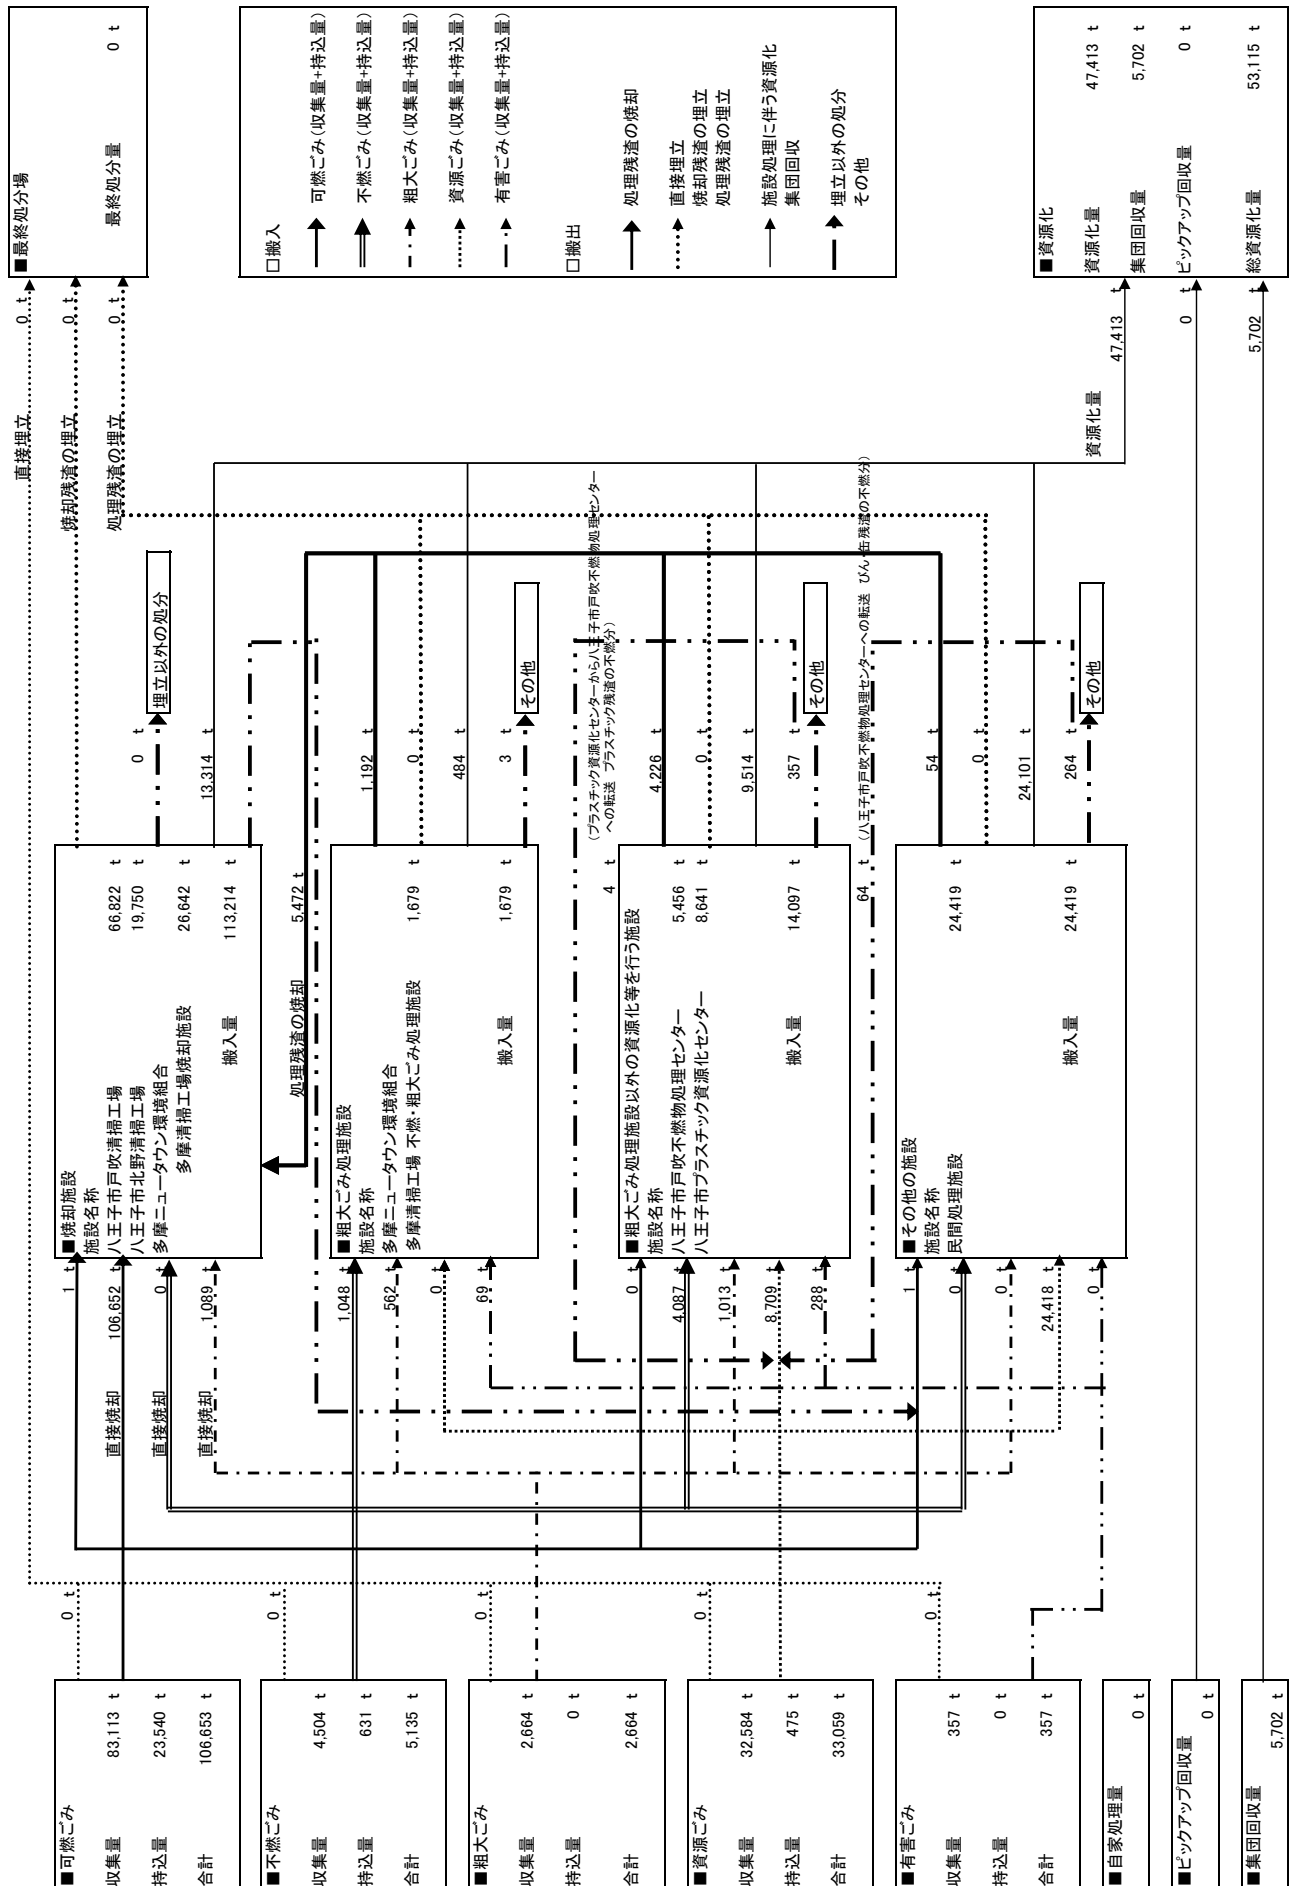 ■可燃ごみ
収集量 83,113 t
持込量 23,540 t
合計 106,653 t
■不燃ごみ
収集量 4,504 t
持込量 631 t
合計 5,135 t
■粗大ごみ
収集量 2,664 t
持込量 0 t
合計 2,664 t
■資源ごみ
収集量 32,584 t
持込量 475 t
合計 33,059 t
■有害ごみ
収集量 357 t
持込量 0 t
合計 357 t
■自家処理量
0 t
■ピックアップ回収量
0 t
■集団回収量
5,702 t
0 t
0 t
0 t
0 t
0 t
1 t
直接焼却 106,652 t
直接焼却 0 t
直接焼却 1,089 t
1,048 t
562 t
0 t
69 t
0 t
4,087 t
1,013 t
8,709 t
288 t
1 t
0 t
0 t
24,418 t
0 t
■焼却施設
施設名称
八王子市戸吹清掃工場 66,822 t
八王子市北野清掃工場 19,750 t
多摩ニュータウン環境組合
多摩清掃工場焼却施設 26,642 t
搬入量 113,214 t
処理残渣の焼却 5,472 t
■粗大ごみ処理施設
施設名称
多摩ニュータウン環境組合
多摩清掃工場 不燃・粗大ごみ処理施設 1,679 t
搬入量 1,679 t
4 t
■粗大ごみ処理施設以外の資源化等を行う施設
施設名称
八王子市戸吹不燃物処理センター 5,456 t
八王子市プラスチック資源化センター 8,641 t
搬入量 14,097 t
64 t
■その他の施設
施設名称
民間処理施設 24,419 t
搬入量 24,419 t
0 t
埋立以外の処分
13,314 t
1,192 t
0 t
484 t
3 t
その他
(プラスチック資源化センターから八王子市戸吹不燃物処理センター
への転送 プラスチック残渣の不燃分)
4,226 t
0 t
9,514 t
357 t
その他
(八王子市戸吹不燃物処理センターへの転送 びん・缶残渣の不燃分)
54 t
0 t
24,101 t
264 t
その他
直接埋立 0 t
焼却残渣の埋立 0 t
処理残渣の埋立 0 t
資源化量 47,413 t
0 t
5,702 t
■最終処分場
最終処分量 0 t
□搬入
可燃ごみ(収集量+持込量)
不燃ごみ(収集量+持込量)
粗大ごみ(収集量+持込量)
資源ごみ(収集量+持込量)
有害ごみ(収集量+持込量)
□搬出
処理残渣の焼却
直接埋立
焼却残渣の埋立
処理残渣の埋立
施設処理に伴う資源化
集団回収
埋立以外の処分
その他
■資源化
資源化量 47,413 t
集団回収量 5,702 t
ピックアップ回収量 0 t
総資源化量 53,115 t